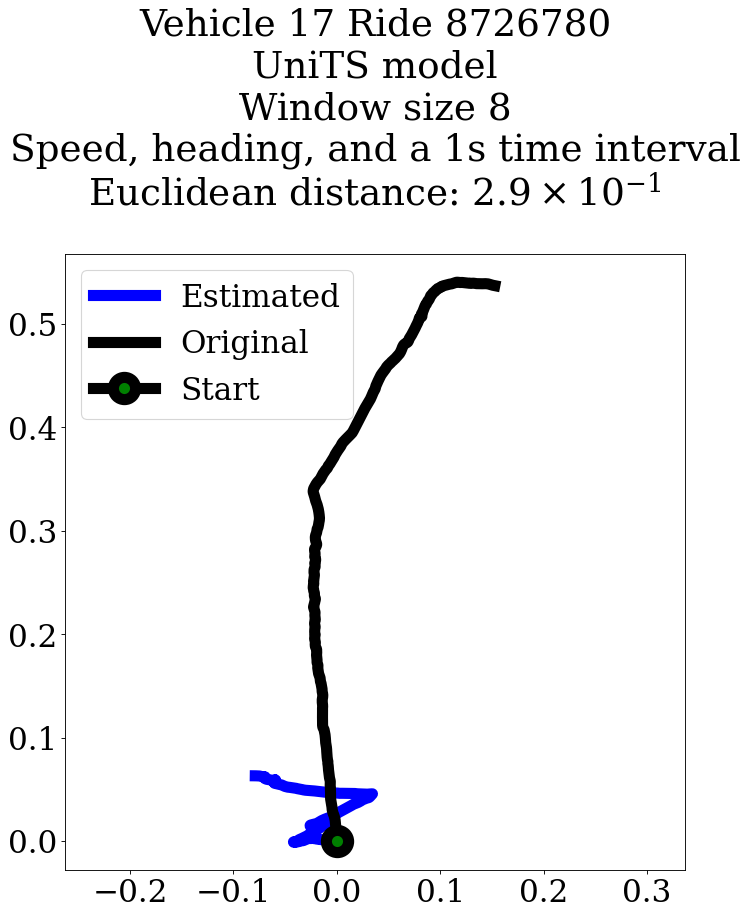 Vehicle 17 Ride 8726780
UniTS model
Window size 8
Speed, heading, and a 1s time interval
Euclidean distance: 2.9 × 10⁻¹
Estimated
Original
Start
0.5
0.4
0.3
0.2
0.1
0.0
−0.2 −0.1 0.0 0.1 0.2 0.3